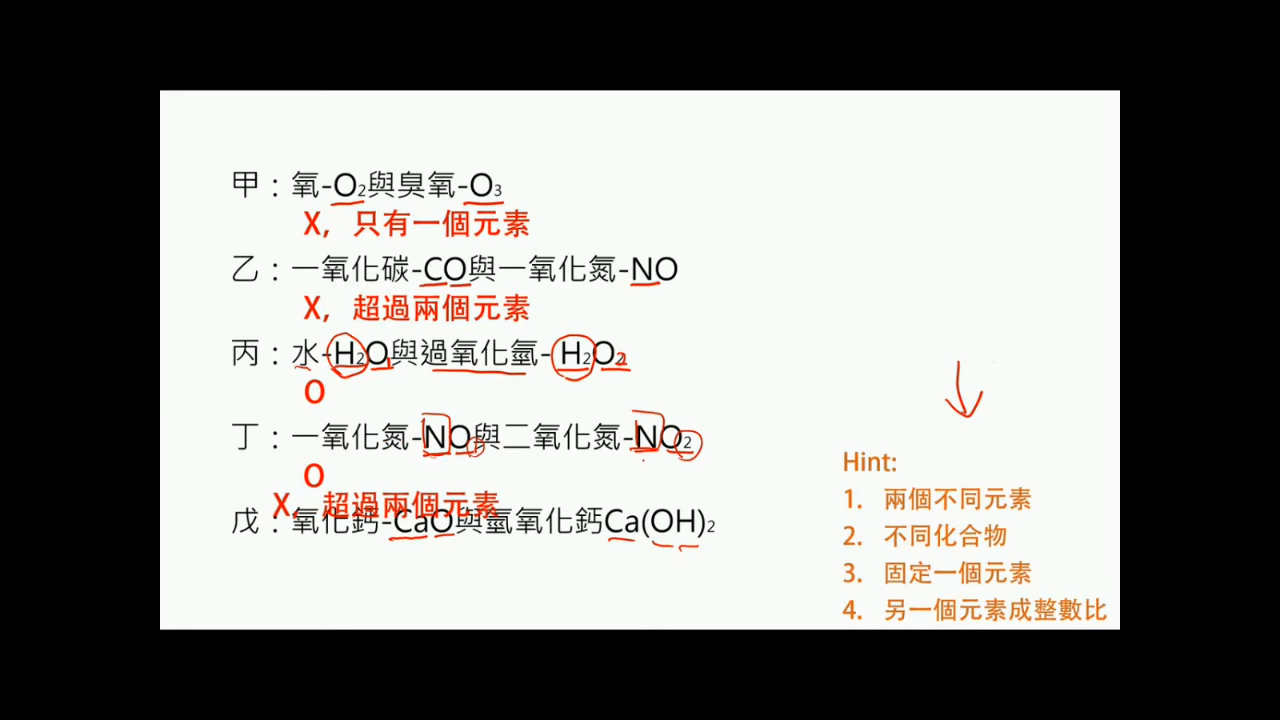 甲：氧-O₂與臭氧-O₃
X，只有一個元素
乙：一氧化碳-CO與一氧化氮-NO
X，超過兩個元素
丙：水-H₂O₁與過氧化氫-H₂O₂
O
丁：一氧化氮-NO₁與二氧化氮-NO₂
O
X，超過兩個元素
戊：氧化鈣-CaO與氫氧化鈣Ca(OH)₂
Hint:
1. 兩個不同元素
2. 不同化合物
3. 固定一個元素
4. 另一個元素成整數比